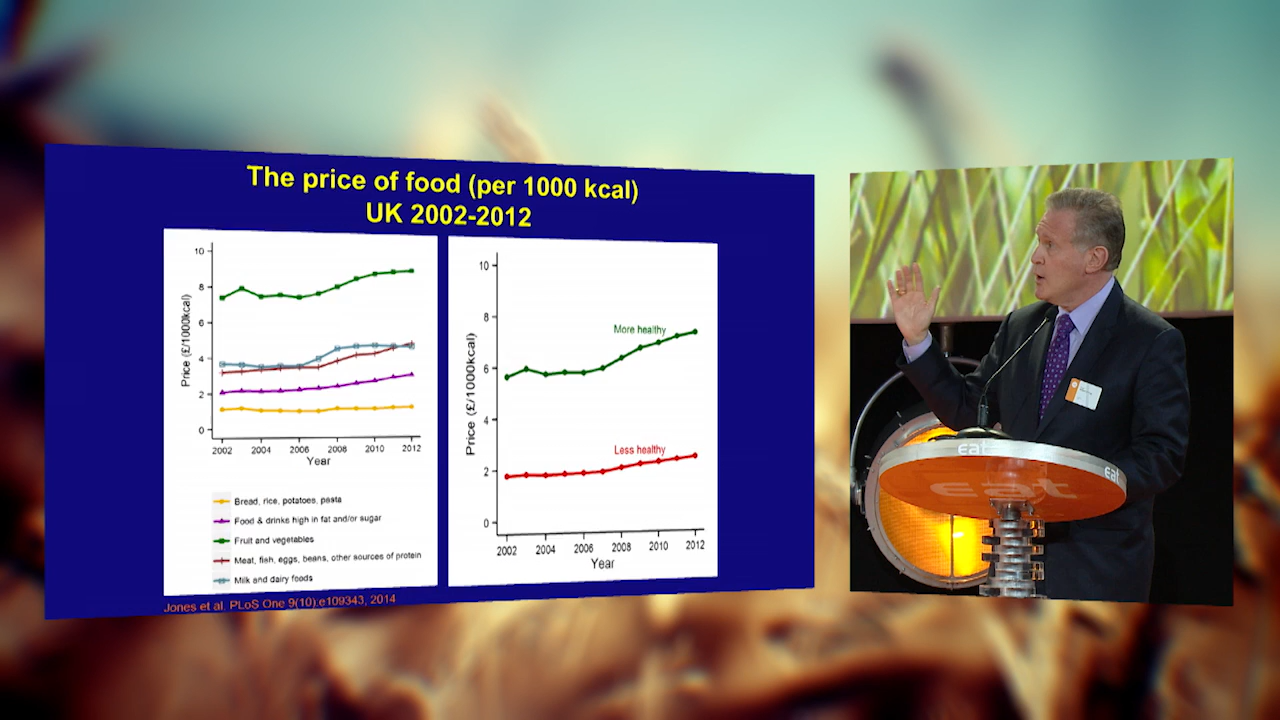 The price of food (per 1000 kcal)
UK 2002-2012
10
8
6
4
2
0
Price (£/1000kcal)
2002 2004 2006 2008 2010 2012
Year
Bread, rice, potatoes, pasta
Food & drinks high in fat and/or sugar
Fruit and vegetables
Meat, fish, eggs, beans, other sources of protein
Milk and dairy foods
10
8
6
4
2
0
Price (£/1000kcal)
More healthy
Less healthy
2002 2004 2006 2008 2010 2012
Year
Jones et al. PLoS One 9(10):e109343, 2014
eat
eat
eat